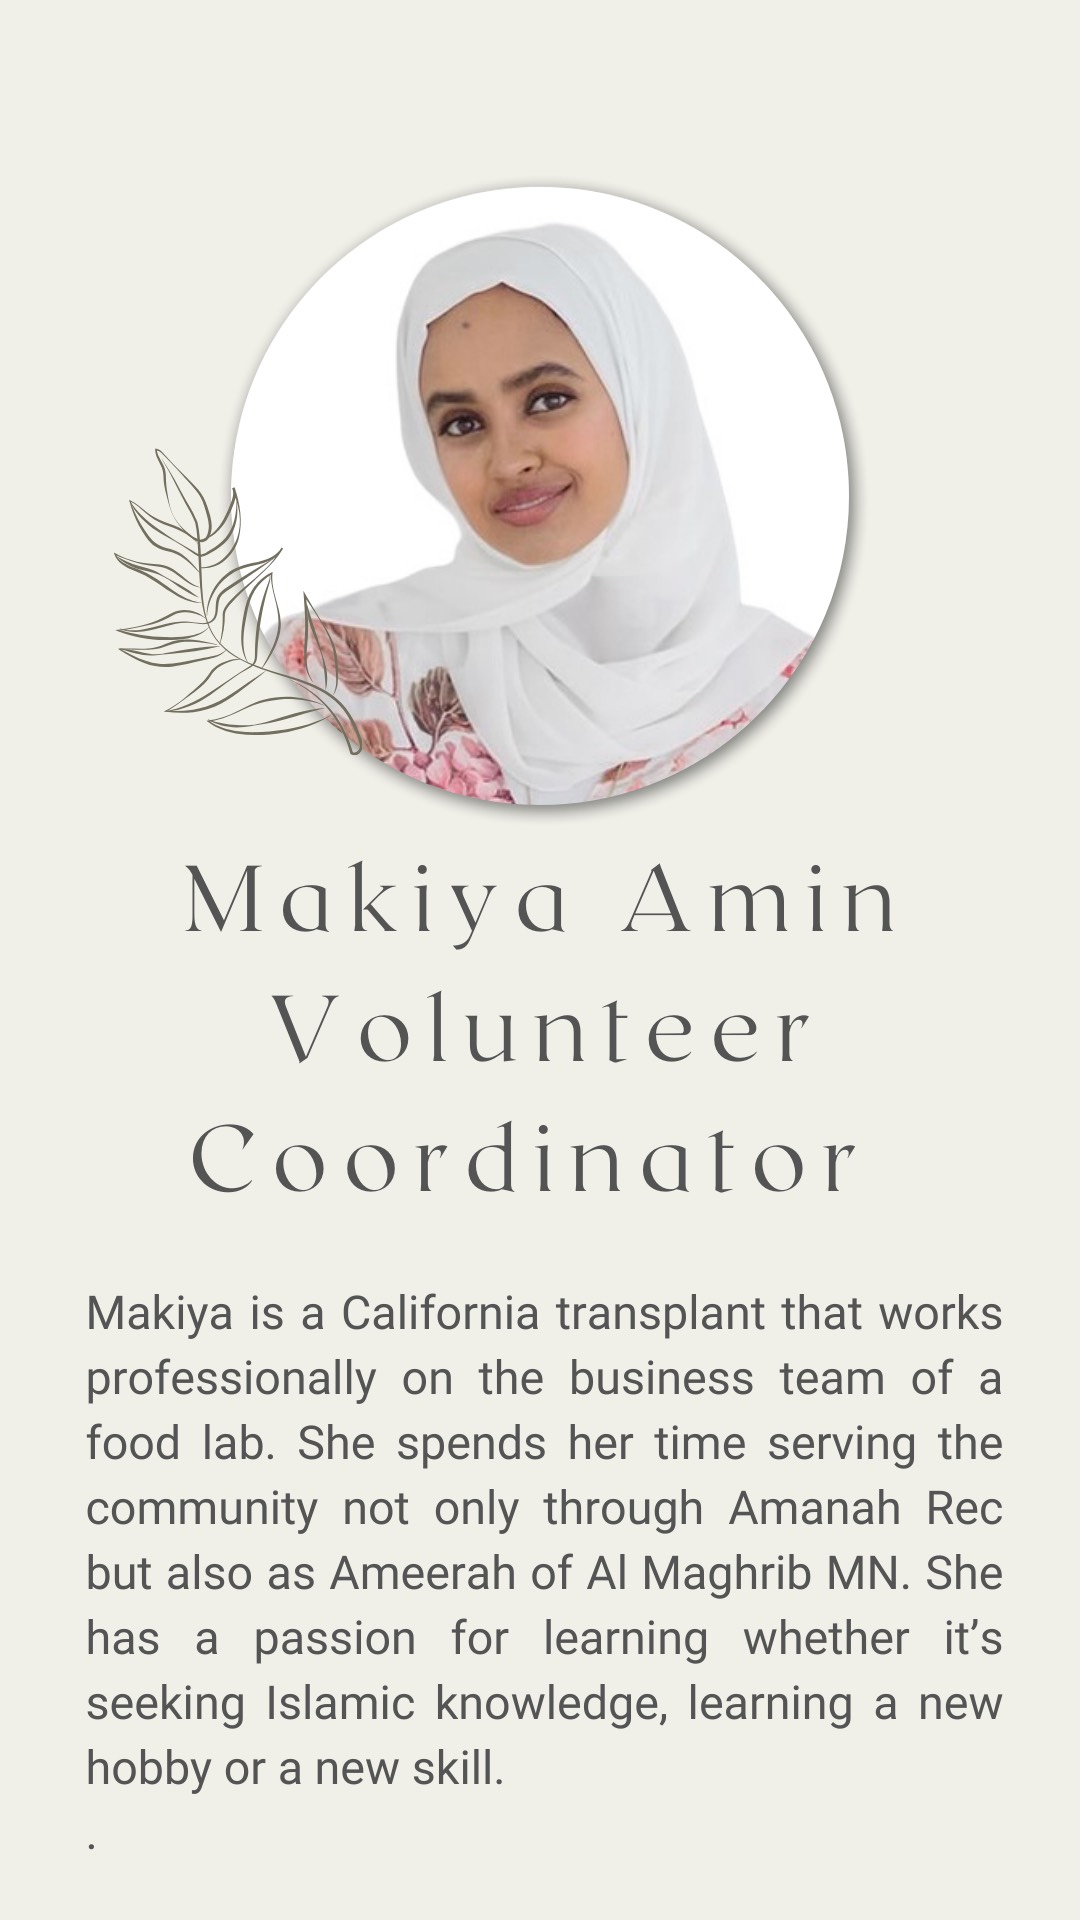 Makiya Amin
Volunteer
Coordinator
Makiya is a California transplant that works
professionally on the business team of a
food lab. She spends her time serving the
community not only through Amanah Rec
but also as Ameerah of Al Maghrib MN. She
has a passion for learning whether it’s
seeking Islamic knowledge, learning a new
hobby or a new skill.
.